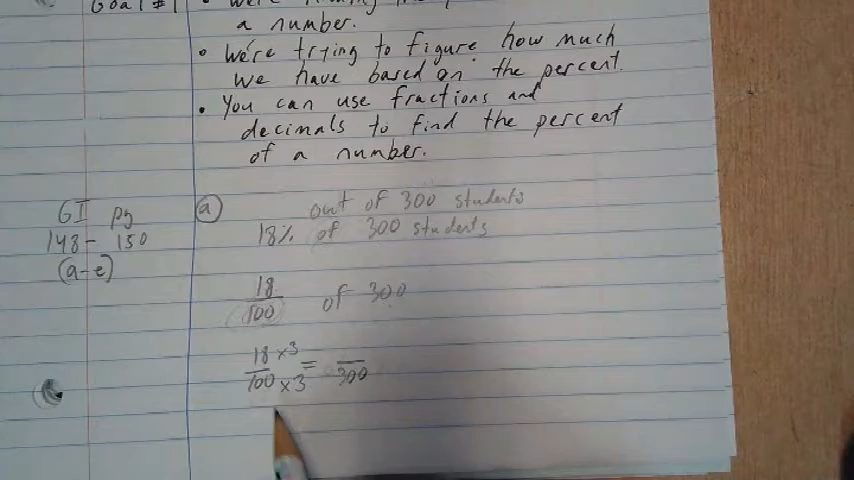 Goal #1
a number.
• We're trying to figure how much
we have based on the percent.
• You can use fractions and
decimals to find the percent
of a number.
GI pg
148 - 150
(a-e)
(a) out of 300 students
18% of 300 students
18/100 of 300
18 x3 / 100 x3 = __ / 300